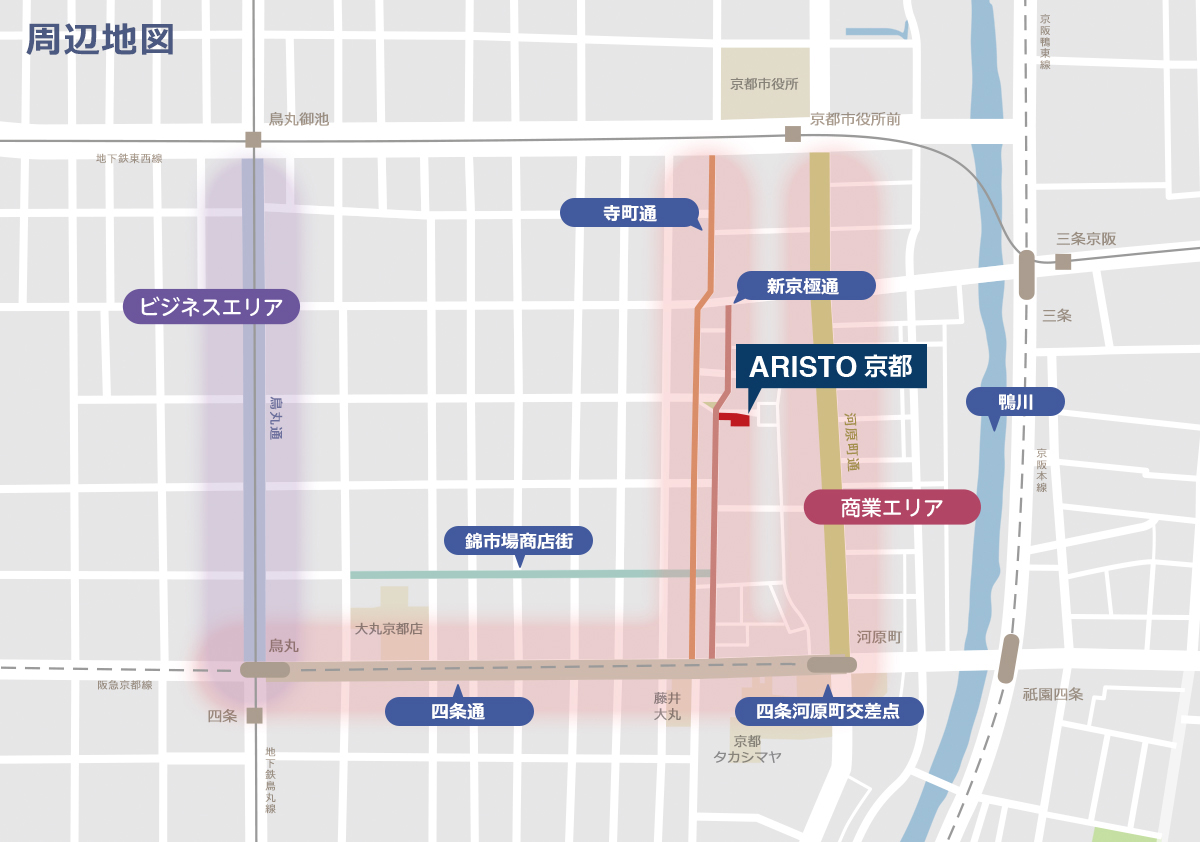 周辺地図
京阪鴨東線
京都市役所
烏丸御池
京都市役所前
地下鉄東西線
寺町通
三条京阪
新京極通
ビジネスエリア
三条
ARISTO 京都
鴨川
烏丸通
河原町通
京阪本線
商業エリア
錦市場商店街
大丸京都店
烏丸
河原町
阪急京都線
祇園四条
藤井
大丸
四条
四条通
四条河原町交差点
京都
タカシマヤ
地下鉄烏丸線